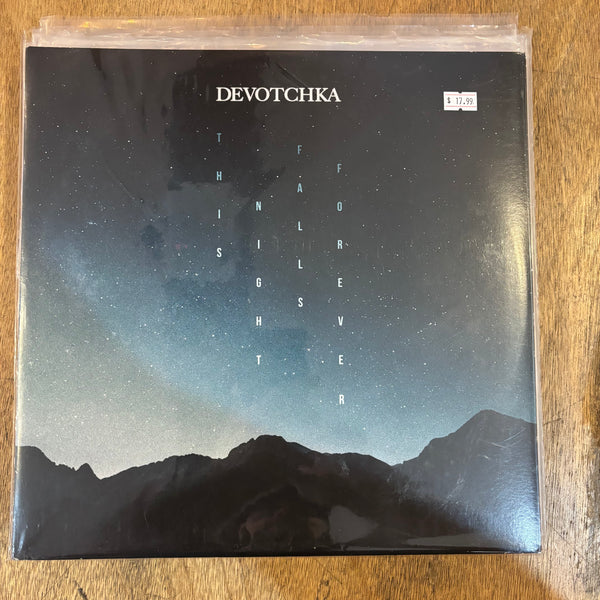 DEVOTCHKA
$ 17.99
THIS
NIGHT
FALLS
FOREVER